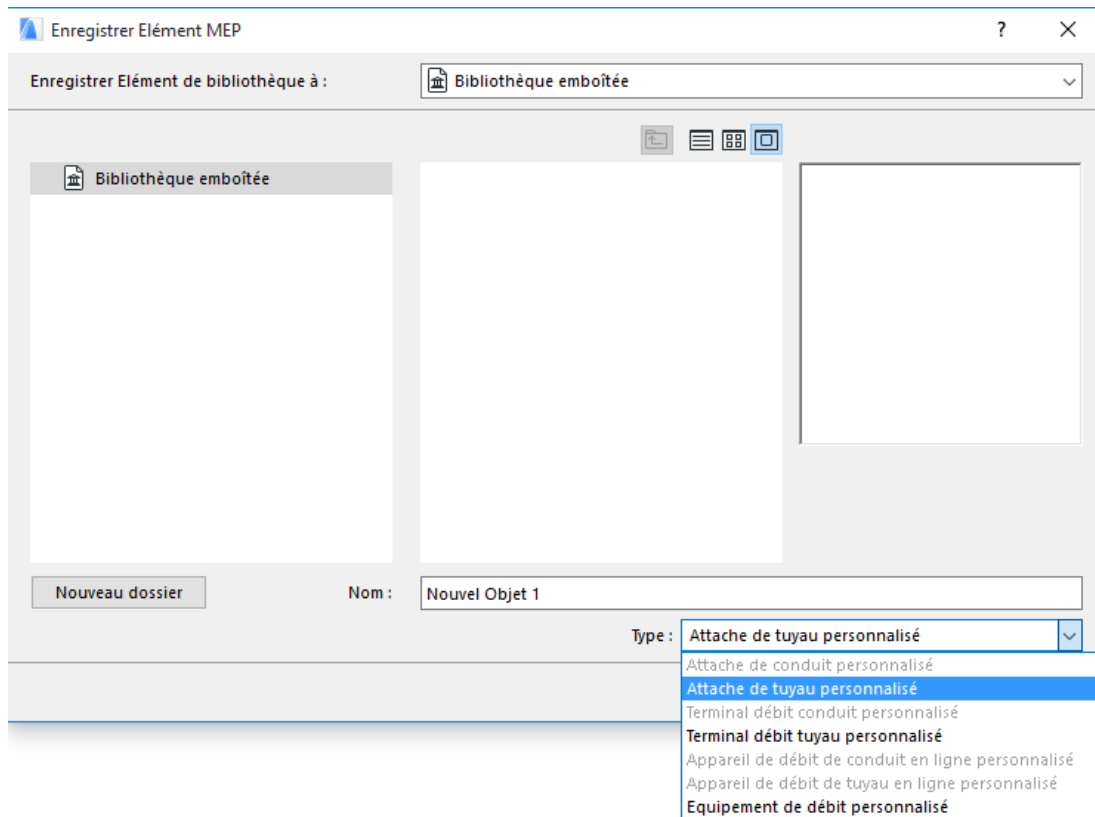 Enregistrer Elément MEP ?
Enregistrer Elément de bibliothèque à : Bibliothèque emboîtée
Bibliothèque emboîtée
Nouveau dossier Nom : Nouvel Objet 1
Type : Attache de tuyau personnalisé
Attache de conduit personnalisé
Attache de tuyau personnalisé
Terminal débit conduit personnalisé
Terminal débit tuyau personnalisé
Appareil de débit de conduit en ligne personnalisé
Appareil de débit de tuyau en ligne personnalisé
Equipement de débit personnalisé